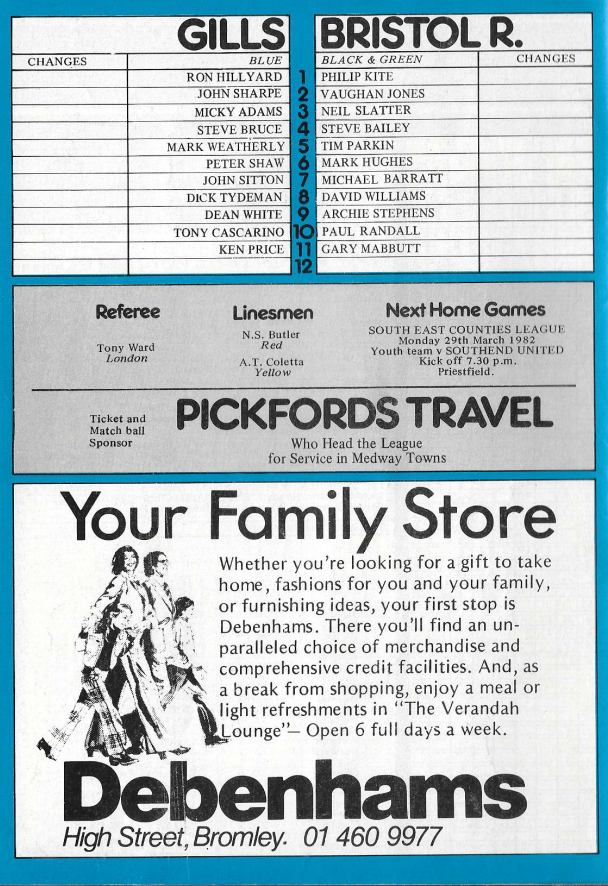 GILLS BRISTOL R.
CHANGES BLUE BLACK & GREEN CHANGES
RON HILLYARD 1 PHILIP KITE
JOHN SHARPE 2 VAUGHAN JONES
MICKY ADAMS 3 NEIL SLATTER
STEVE BRUCE 4 STEVE BAILEY
MARK WEATHERLY 5 TIM PARKIN
PETER SHAW 6 MARK HUGHES
JOHN SITTON 7 MICHAEL BARRATT
DICK TYDEMAN 8 DAVID WILLIAMS
DEAN WHITE 9 ARCHIE STEPHENS
TONY CASCARINO 10 PAUL RANDALL
KEN PRICE 11 GARY MABBUTT
12
Referee
Tony Ward
London
Linesmen
N.S. Butler
Red
A.T. Coletta
Yellow
Next Home Games
SOUTH EAST COUNTIES LEAGUE
Monday 29th March 1982
Youth team v SOUTHEND UNITED
Kick off 7.30 p.m.
Priestfield.
Ticket and
Match ball
Sponsor
PICKFORDS TRAVEL
Who Head the League
for Service in Medway Towns
Your Family Store
Whether you're looking for a gift to take
home, fashions for you and your family,
or furnishing ideas, your first stop is
Debenhams. There you'll find an un-
paralleled choice of merchandise and
comprehensive credit facilities. And, as
a break from shopping, enjoy a meal or
light refreshments in "The Verandah
Lounge"— Open 6 full days a week.
Debenhams
High Street, Bromley. 01 460 9977